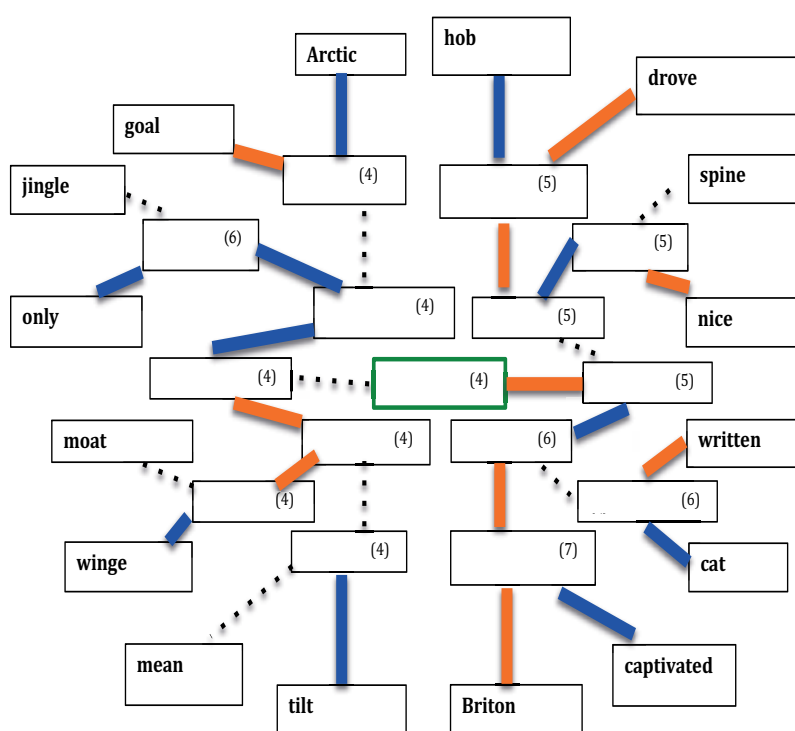 hob
Arctic
drove
goal
(4)
(5)
jingle
spine
(6)
(5)
only
(4)
(5)
nice
(4)
(4)
(5)
moat
(4)
(6)
written
(4)
(6)
winge
(4)
(7)
cat
mean
captivated
tilt
Briton